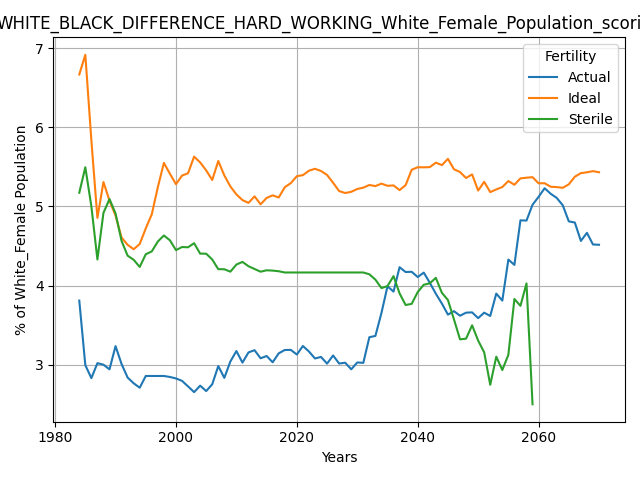 WHITE_BLACK_DIFFERENCE_HARD_WORKING_White_Female_Population_scori
Fertility
Actual
Ideal
Sterile
% of White_Female Population
7
6
5
4
3
1980
2000
2020
2040
2060
Years